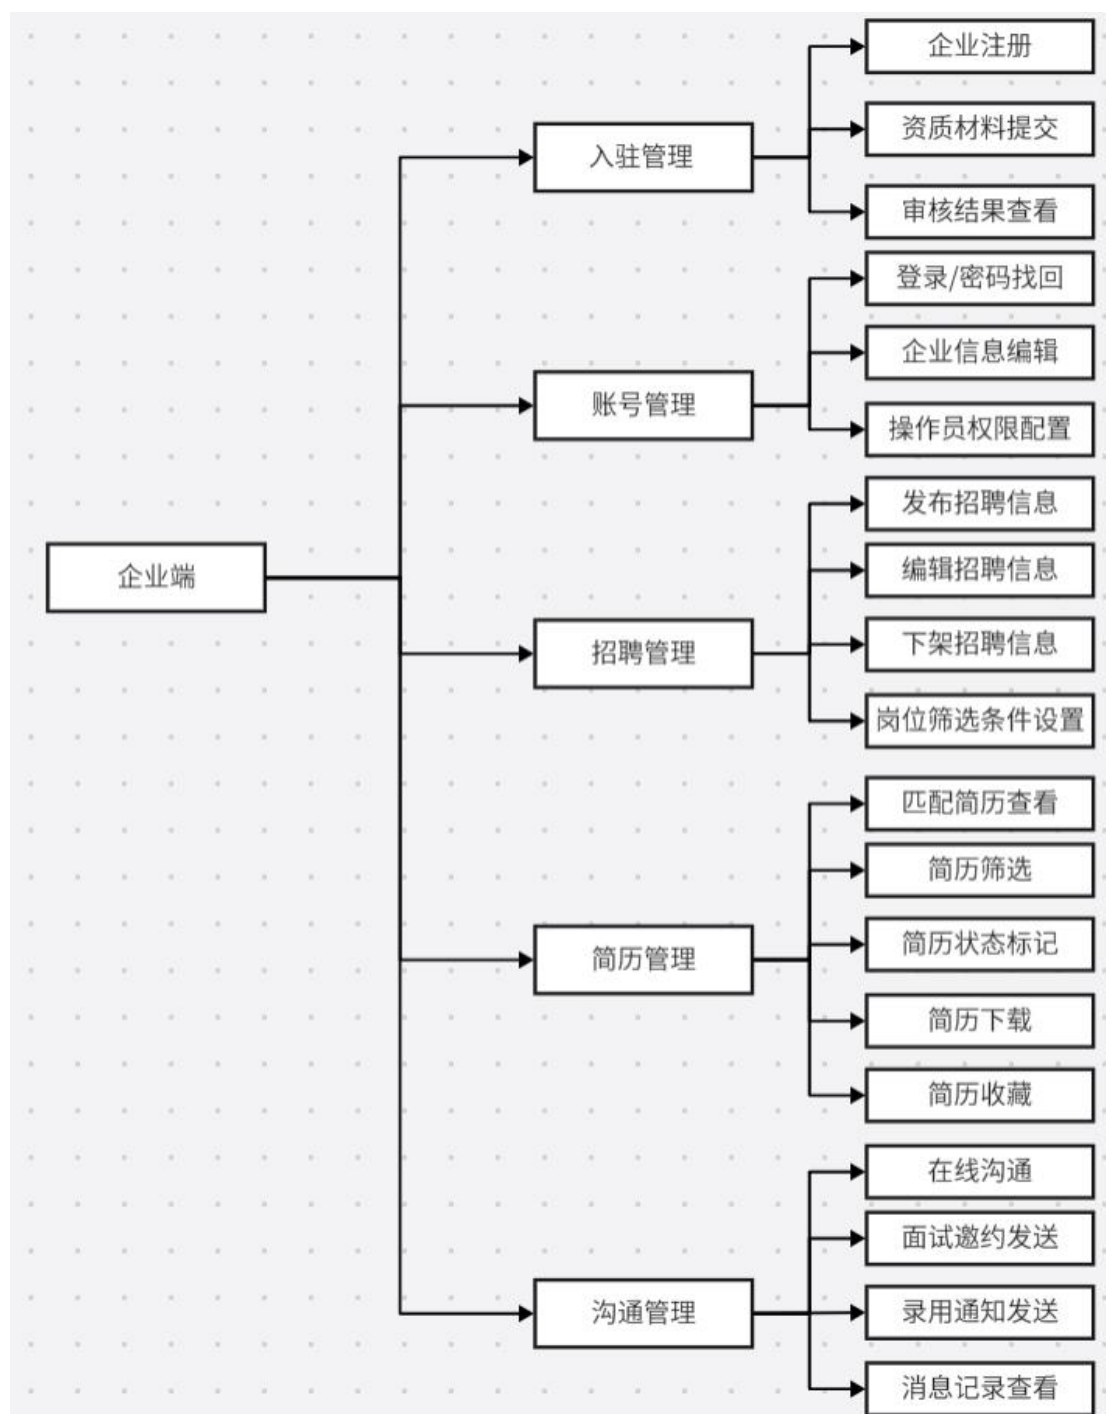 企业端
入驻管理
企业注册
资质材料提交
审核结果查看
账号管理
登录/密码找回
企业信息编辑
操作员权限配置
招聘管理
发布招聘信息
编辑招聘信息
下架招聘信息
岗位筛选条件设置
简历管理
匹配简历查看
简历筛选
简历状态标记
简历下载
简历收藏
沟通管理
在线沟通
面试邀约发送
录用通知发送
消息记录查看